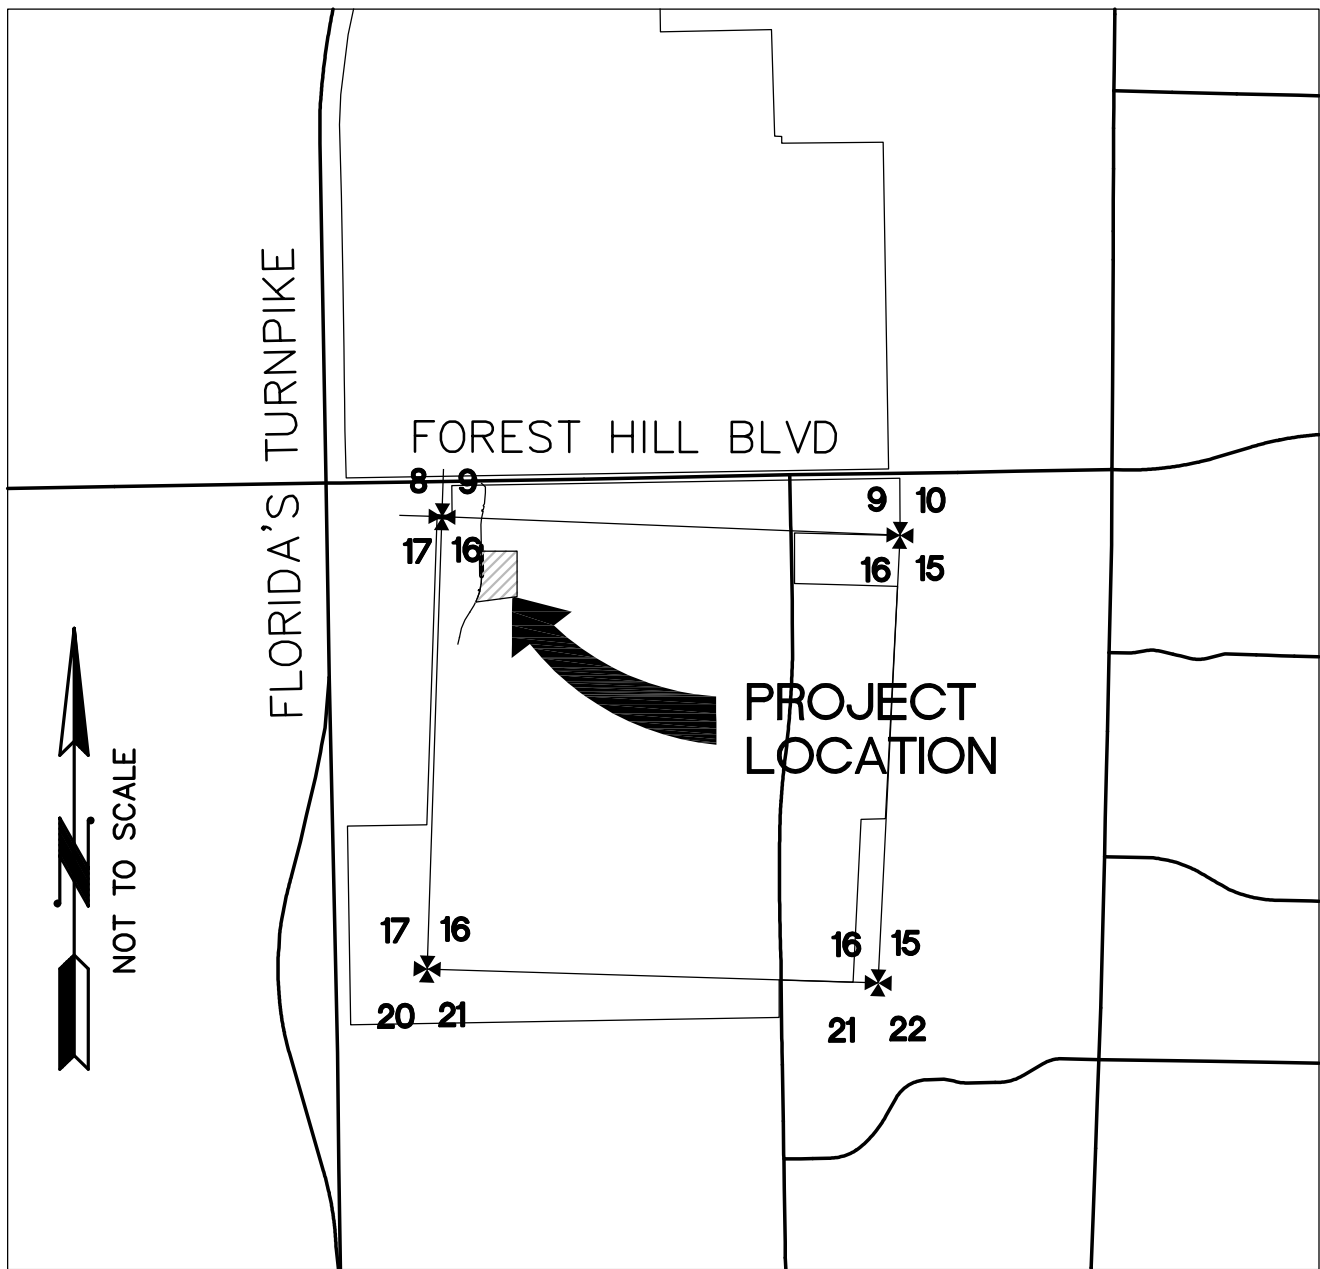 FLORIDA'S TURNPIKE
FOREST HILL BLVD
8 9
17 16
9 10
16 15
PROJECT
LOCATION
N
NOT TO SCALE
17 16
20 21
16 15
21 22